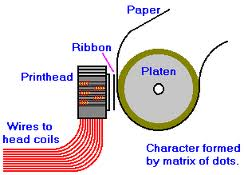 Paper
Ribbon
Printhead
Platen
Wires to
head coils
Character formed
by matrix of dots.